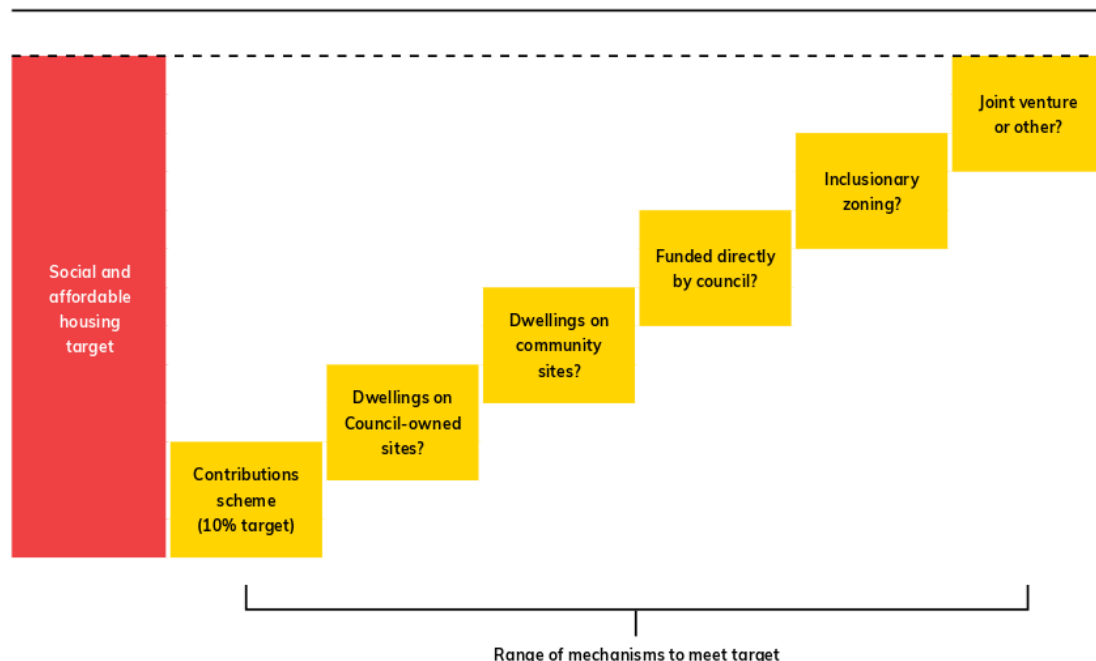 Joint venture
or other?
Inclusionary
zoning?
Funded directly
by council?
Social and
affordable
housing
target
Dwellings on
community
sites?
Dwellings on
Council-owned
sites?
Contributions
scheme
(10% target)
Range of mechanisms to meet target